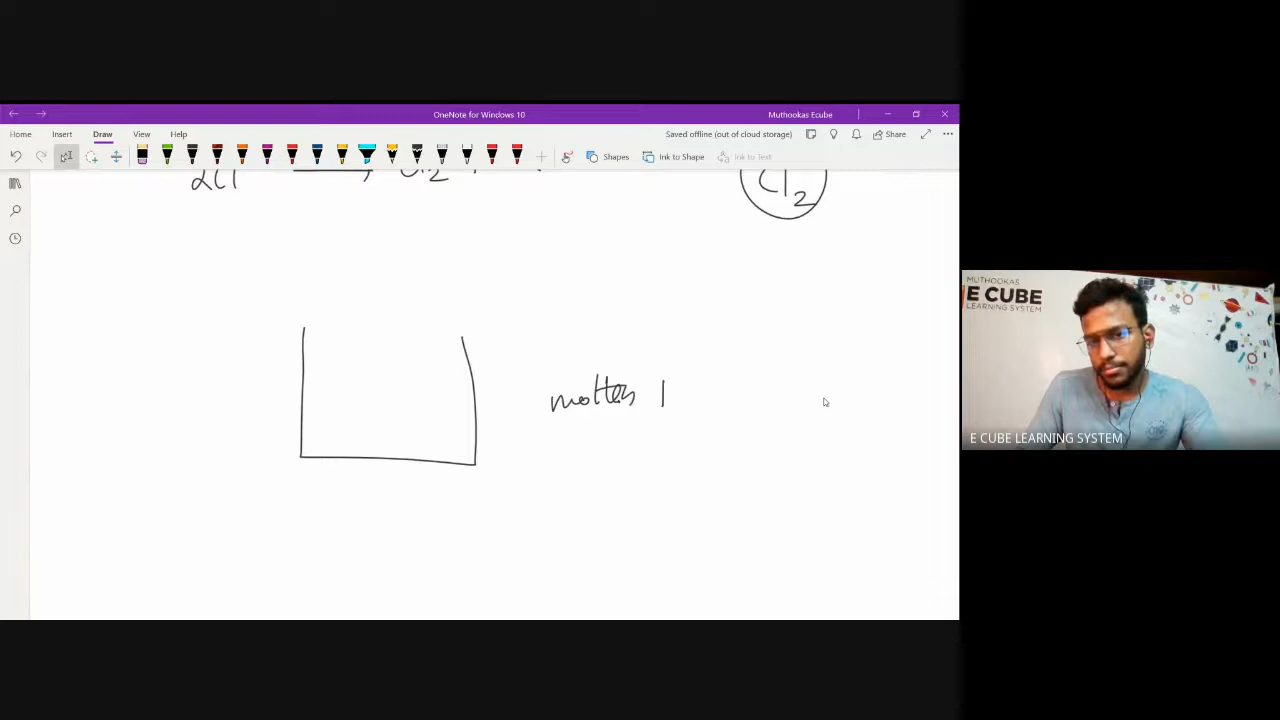 OneNote for Windows 10
Muthookas Ecube
Home Insert Draw View Help
Saved offline (out of cloud storage)
Share
Shapes
Ink to Shape
Ink to Text
Cl2
molten
MUTHOOKAS
E CUBE
LEARNING SYSTEM
E CUBE LEARNING SYSTEM